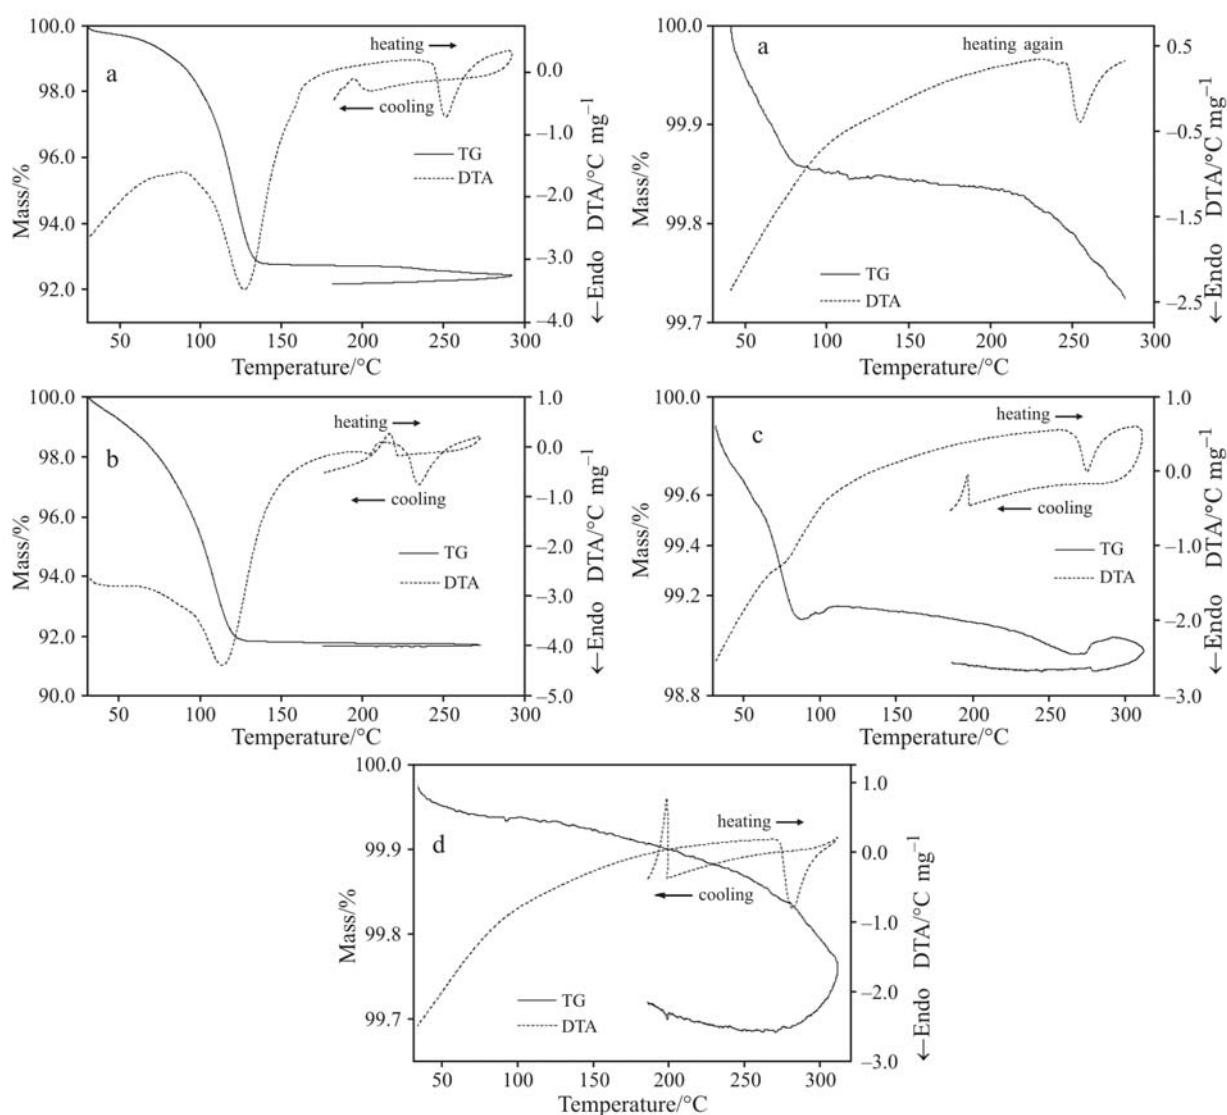 100.0
98.0
96.0
94.0
92.0
Mass/%
a
heating
cooling
TG
DTA
0.0
–1.0
–2.0
–3.0
–4.0
←Endo DTA/°C mg–1
50 100 150 200 250 300
Temperature/°C
100.0
99.9
99.8
99.7
Mass/%
a
heating again
TG
DTA
0.5
–0.5
–1.5
–2.5
←Endo DTA/°C mg–1
50 100 150 200 250 300
Temperature/°C
100.0
98.0
96.0
94.0
92.0
90.0
Mass/%
b
heating
cooling
TG
DTA
1.0
0.0
–1.0
–2.0
–3.0
–4.0
–5.0
←Endo DTA/°C mg–1
50 100 150 200 250 300
Temperature/°C
100.0
99.6
99.4
99.2
98.8
Mass/%
c
heating
cooling
TG
DTA
1.0
0.0
–1.0
–2.0
–3.0
←Endo DTA/°C mg–1
50 100 150 200 250 300
Temperature/°C
100.0
99.9
99.8
99.7
Mass/%
d
heating
cooling
TG
DTA
1.0
0.0
–1.0
–2.0
–3.0
←Endo DTA/°C mg–1
50 100 150 200 250 300
Temperature/°C